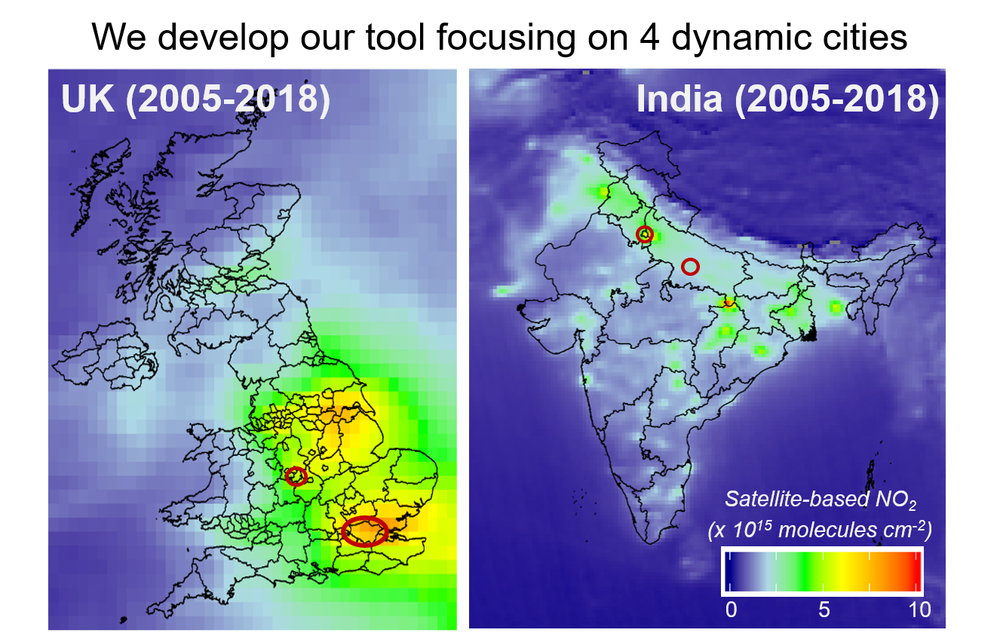 We develop our tool focusing on 4 dynamic cities
UK (2005-2018)
India (2005-2018)
Satellite-based NO₂
(x 10¹⁵ molecules cm⁻²)
0 5 10